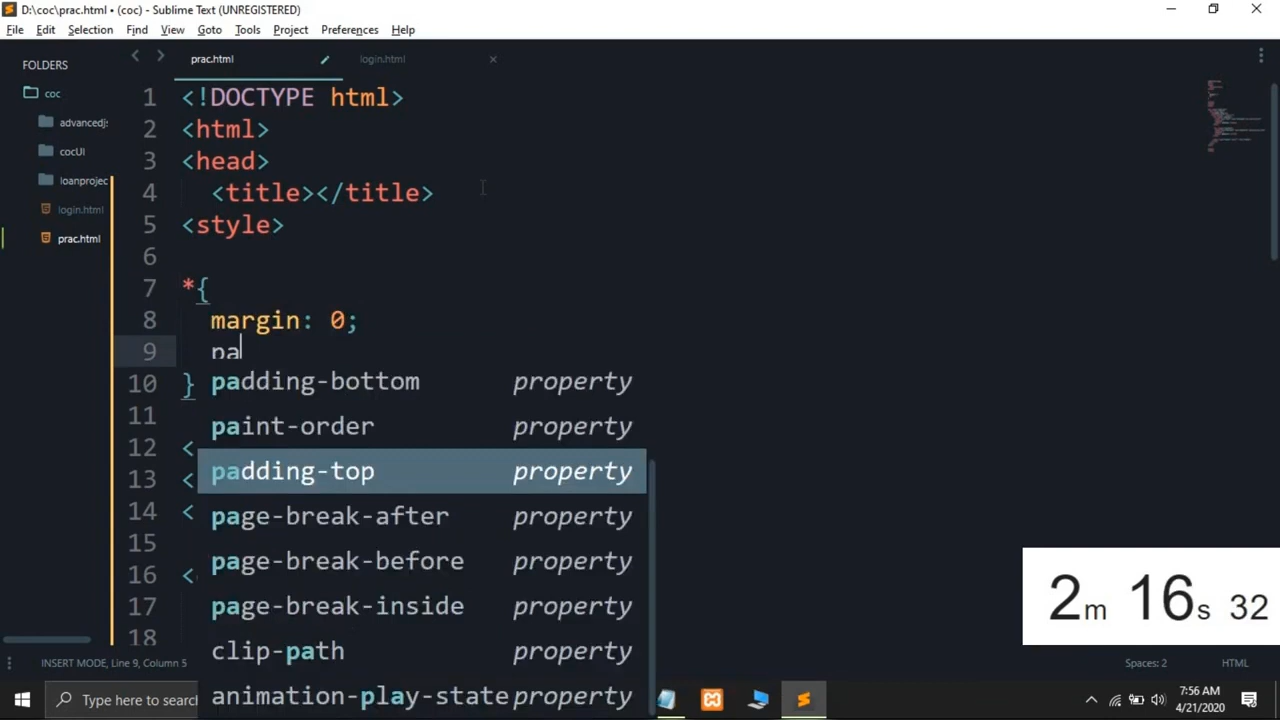 D:\coc\prac.html • (coc) - Sublime Text (UNREGISTERED)
File Edit Selection Find View Goto Tools Project Preferences Help
FOLDERS
coc
advancedj:
cocUI
loanprojec
login.html
prac.html
prac.html login.html
1 <!DOCTYPE html>
2 <html>
3 <head>
4 <title></title>
5 <style>
6
7 *{
8 margin: 0;
9 pa
10 }
padding-bottom property
11
paint-order property
12 <
13 <
padding-top property
14 <
page-break-after property
15
page-break-before property
16 <
17
page-break-inside property
18
clip-path property
animation-play-state property
2m 16s 32
INSERT MODE, Line 9, Column 5 Spaces: 2 HTML
Type here to search
7:56 AM
4/21/2020